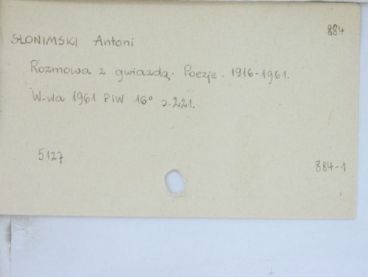 884
SŁONIMSKI Antoni
Rozmowa z gwiazdą. Poezje. 1916-1961.
W-wa 1961 PIW 16° s.221.
5127
884-1